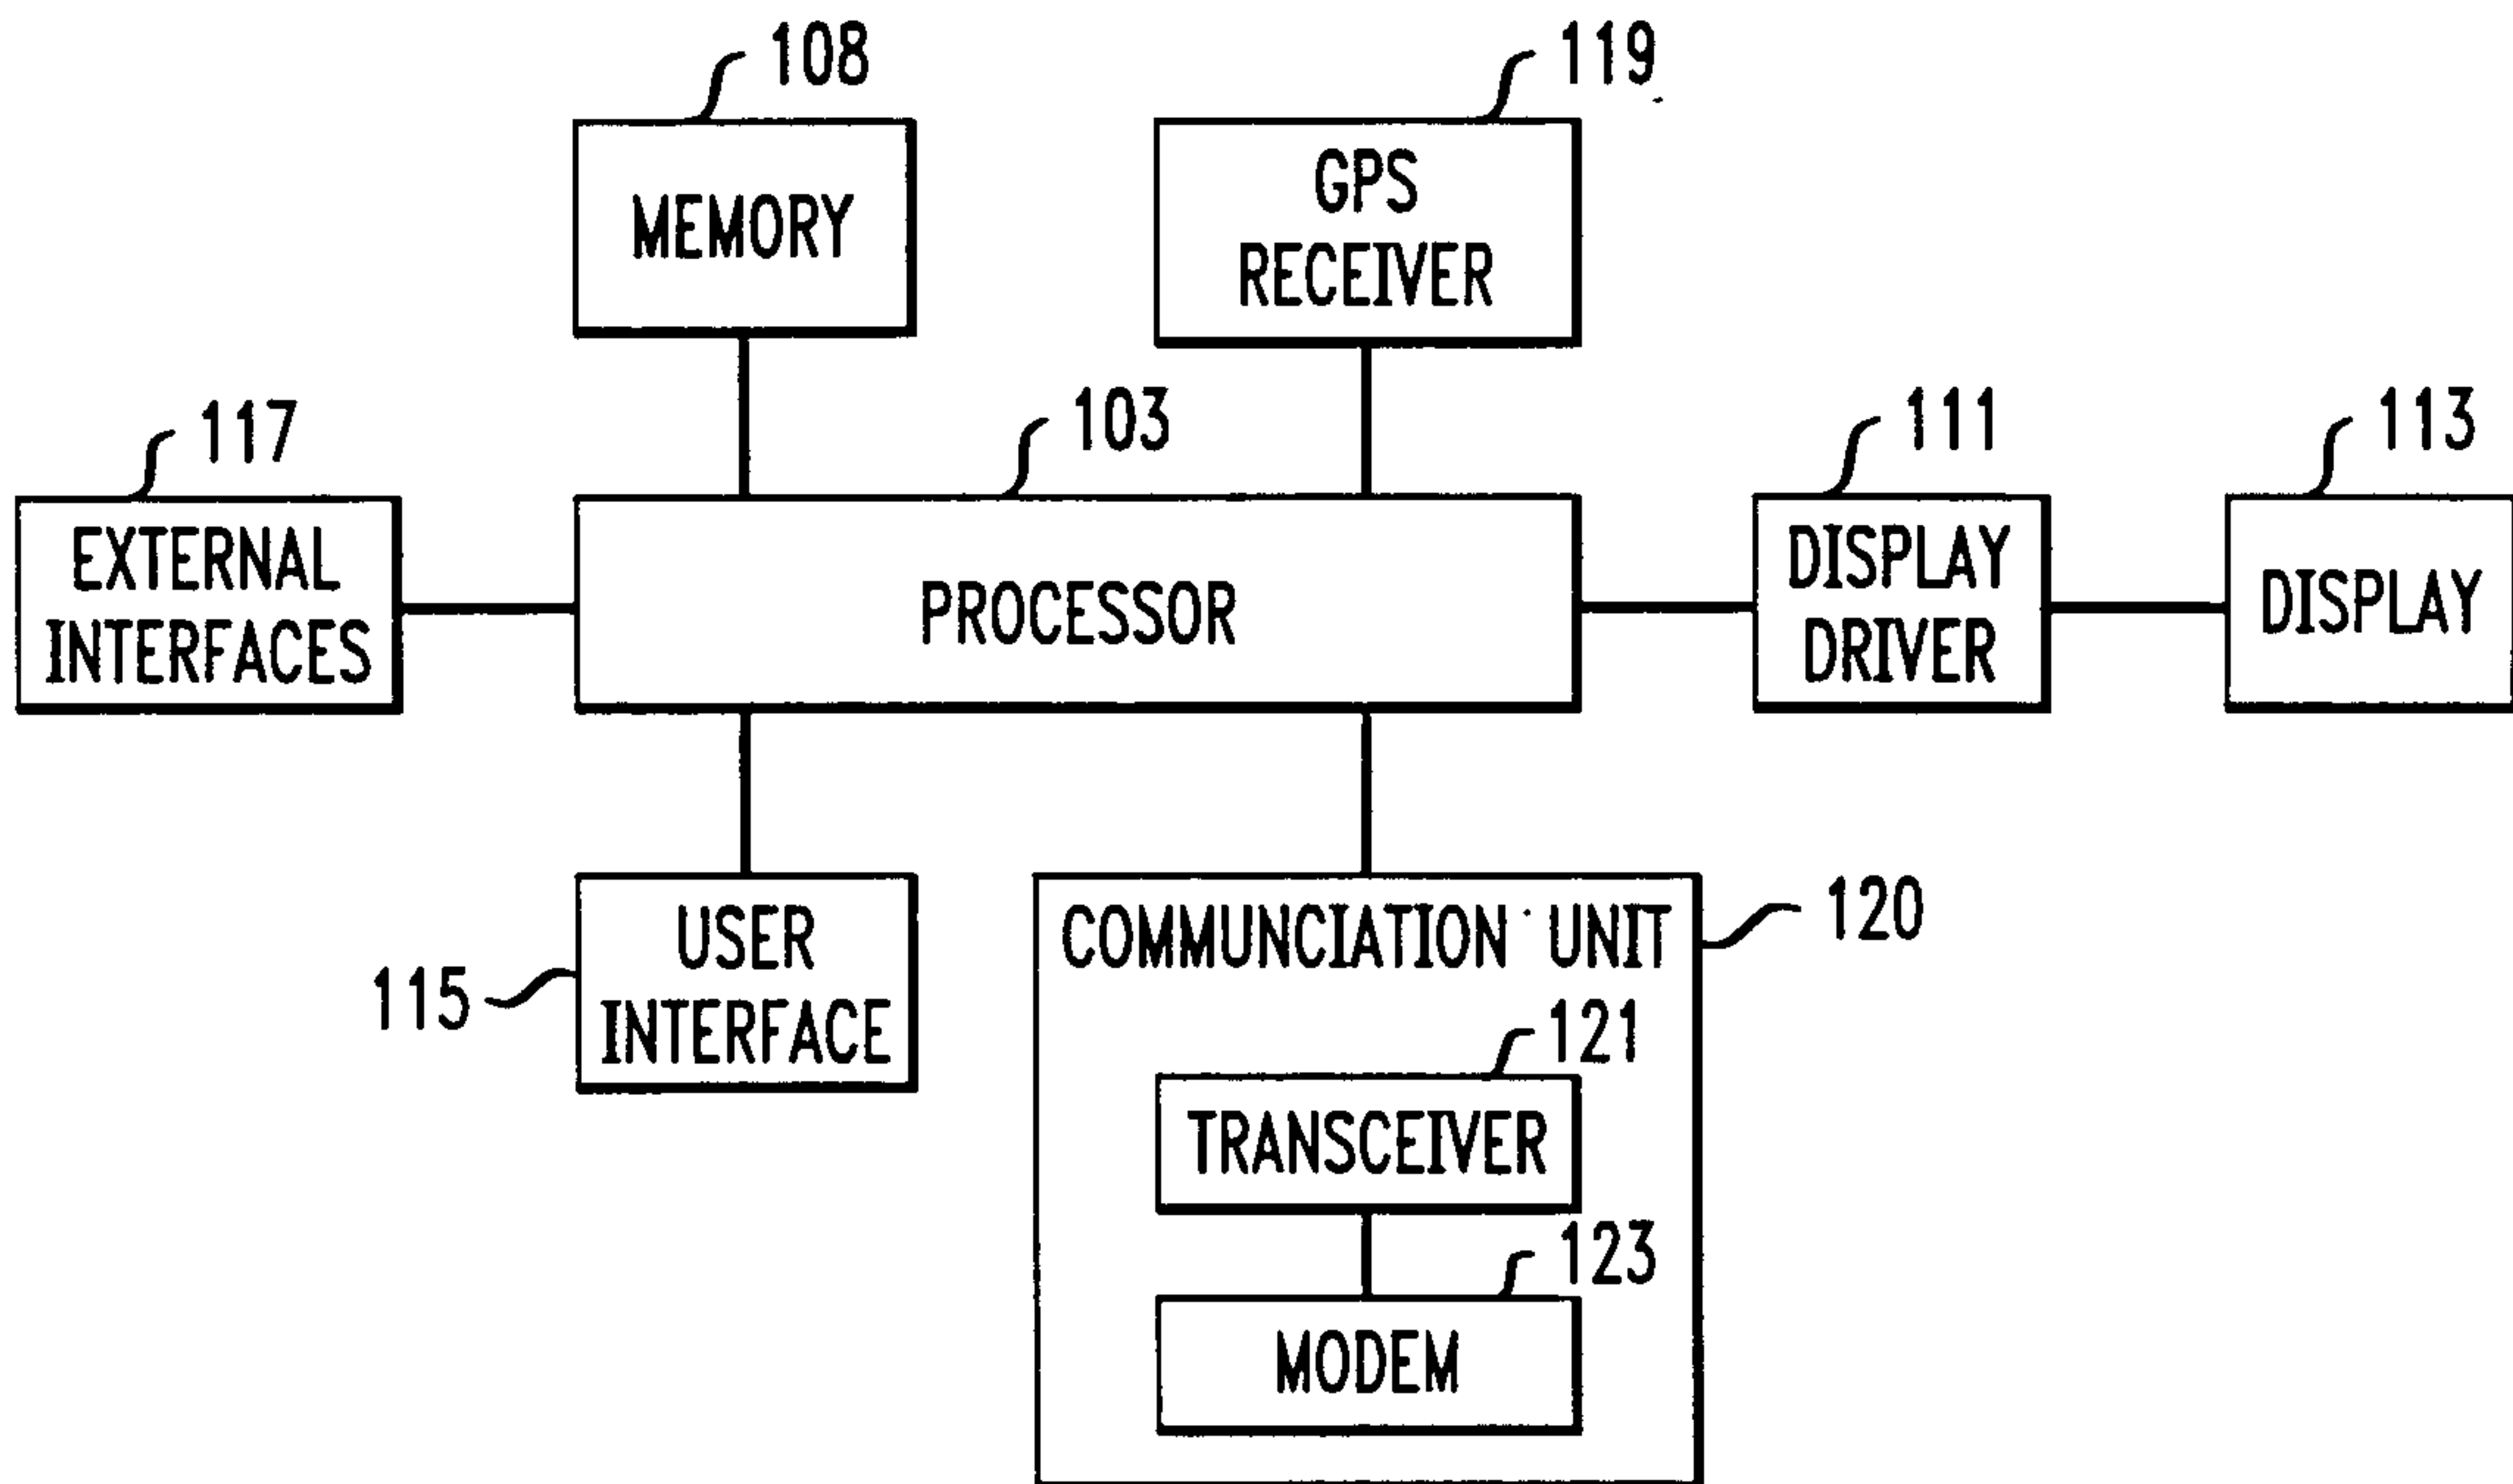 108
119
MEMORY
GPS
RECEIVER
117
103
111
113
EXTERNAL
INTERFACES
PROCESSOR
DISPLAY
DRIVER
DISPLAY
115
USER
INTERFACE
COMMUNCIATION UNIT
120
121
TRANSCEIVER
123
MODEM